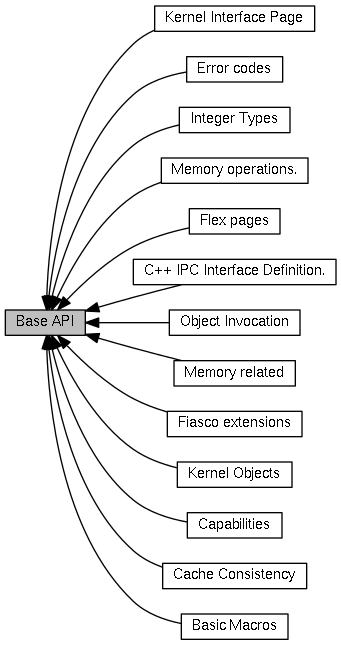 Kernel Interface Page
Error codes
Integer Types
Memory operations.
Flex pages
C++ IPC Interface Definition.
Base API
Object Invocation
Memory related
Fiasco extensions
Kernel Objects
Capabilities
Cache Consistency
Basic Macros